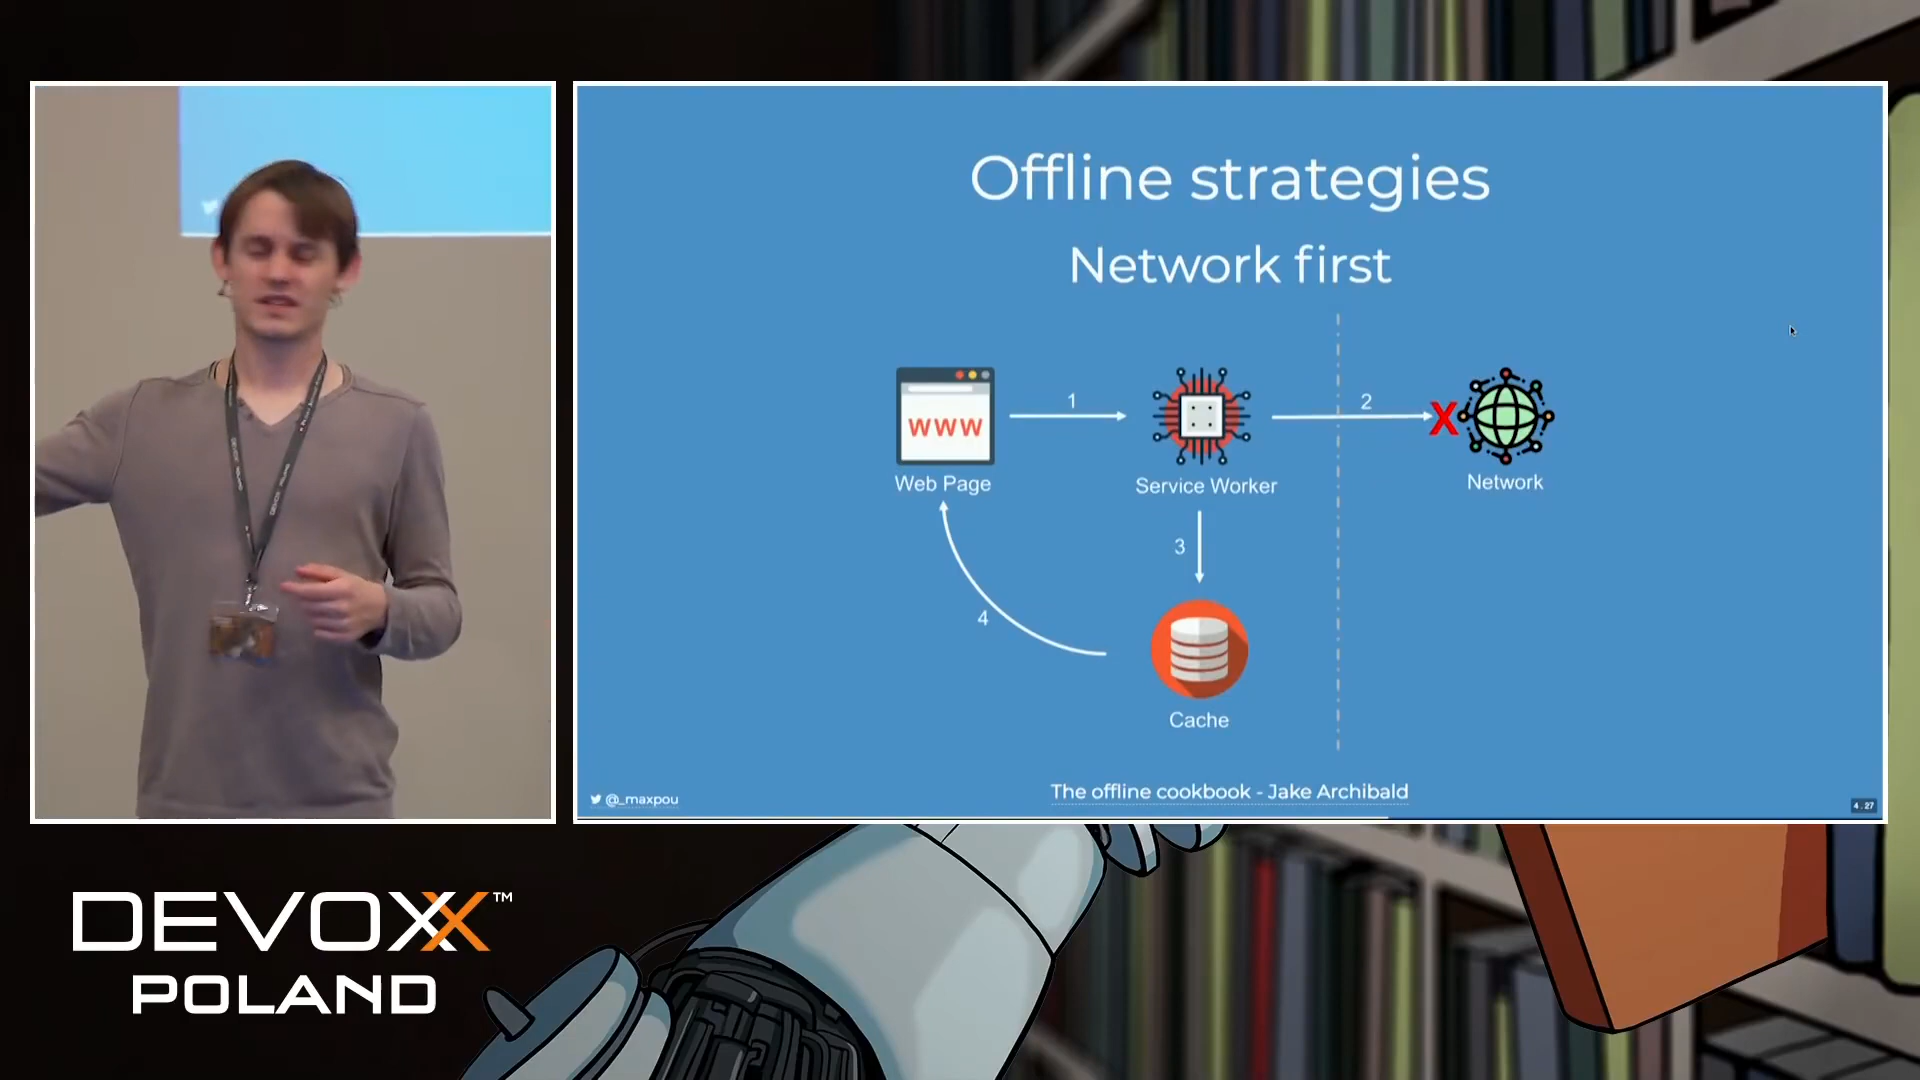 Offline strategies
Network first
1
2
X
WWW
Web Page
Service Worker
Network
3
4
Cache
The offline cookbook - Jake Archibald
@_maxpou
4.27
DEVOXX™
POLAND